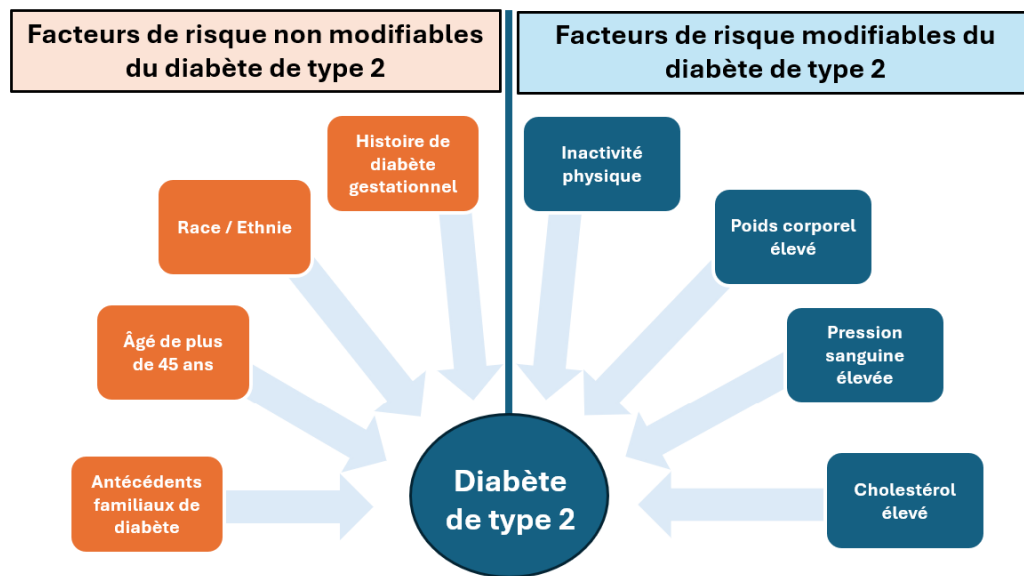 Facteurs de risque non modifiables
du diabète de type 2
Facteurs de risque modifiables du
diabète de type 2
Histoire de
diabète
gestationnel
Race / Ethnie
Âgé de plus
de 45 ans
Antécédents
familiaux de
diabète
Inactivité
physique
Poids corporel
élevé
Pression
sanguine
élevée
Cholestérol
élevé
Diabète
de type 2